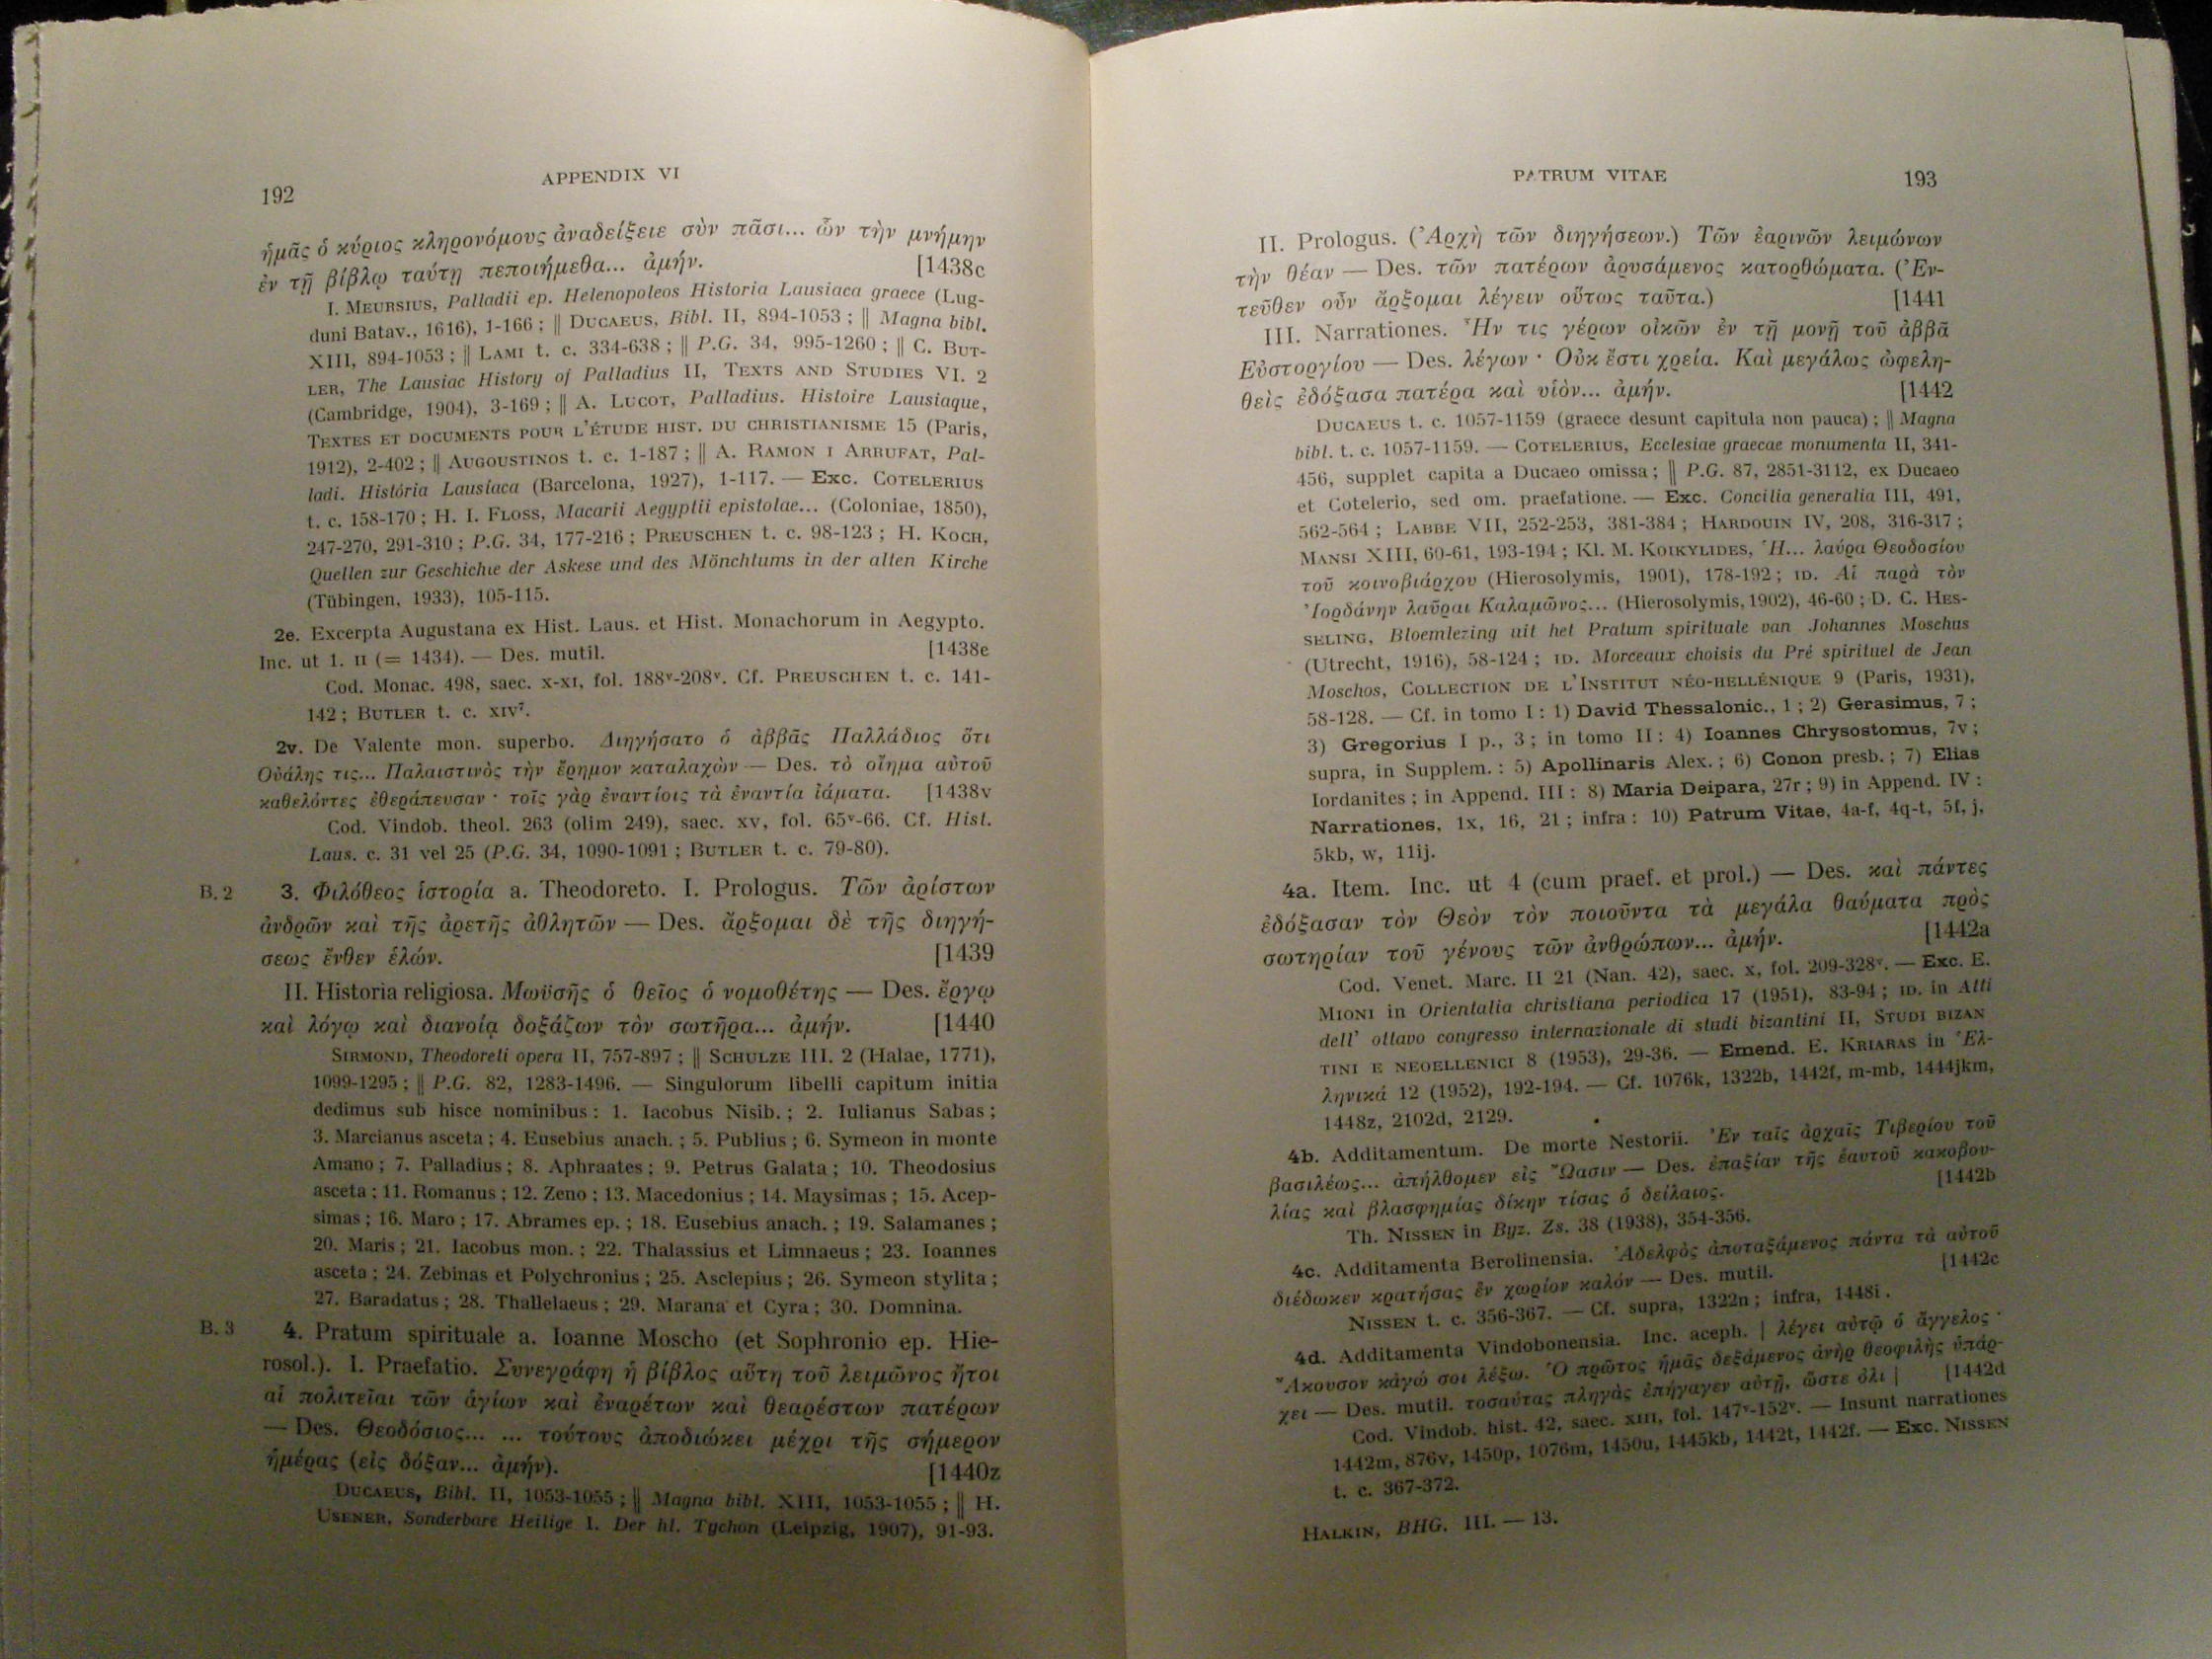 192
APPENDIX VI
ἡμᾶς ὁ κύριος κληρονόμους ἀναδείξειε σὺν πᾶσι... ὧν τὴν μνήμην
ἐν τῇ βίβλῳ ταύτῃ πεποιήμεθα... ἀμήν. [1438c
I. MEURSIUS, Palladii ep. Helenopoleos Historia Lausiaca graece (Lug-
duni Batav., 1616), 1-166 ; || DUCAEUS, Bibl. II, 894-1053 ; || Magna bibl.
XIII, 894-1053 ; || LAMI t. c. 334-638 ; || P.G. 34, 995-1260 ; || C. BUT-
LER, The Lausiac History of Palladius II, TEXTS AND STUDIES VI. 2
(Cambridge, 1904), 3-169 ; || A. LUCOT, Palladius. Histoire Lausiaque,
TEXTES ET DOCUMENTS POUR L'ÉTUDE HIST. DU CHRISTIANISME 15 (Paris,
1912), 2-402 ; || AUGOUSTINOS t. c. 1-187 ; || A. RAMON I ARRUFAT, Pal-
ladi. História Lausíaca (Barcelona, 1927), 1-117. — Exc. COTELERIUS
t. c. 158-170 ; H. I. FLOSS, Macarii Aegyptii epistolae... (Coloniae, 1850),
247-270, 291-310 ; P.G. 34, 177-216 ; PREUSCHEN t. c. 98-123 ; H. KOCH,
Quellen zur Geschichte der Askese und des Mönchtums in der alten Kirche
(Tübingen, 1933), 105-115.
2e. Excerpta Augustana ex Hist. Laus. et Hist. Monachorum in Aegypto.
Inc. ut 1. II (= 1434). — Des. mutil. [1438e
Cod. Monac. 498, saec. X-XI, fol. 188v-208v. Cf. PREUSCHEN t. c. 141-
142 ; BUTLER t. c. XIV7.
2v. De Valente mon. superbo. Διηγήσατο ὁ ἀββᾶς Παλλάδιος ὅτι
Οὐάλης τις... Παλαιστινὸς τὴν ἔρημον καταλαχὼν — Des. τὸ οἴημα αὐτοῦ
καθελόντες ἐθεράπευσαν · τοῖς γὰρ ἐναντίοις τὰ ἐναντία ἰάματα. [1438v
Cod. Vindob. theol. 263 (olim 249), saec. XV, fol. 65v-66. Cf. Hist.
Laus. c. 31 vel 25 (P.G. 34, 1090-1091 ; BUTLER t. c. 79-80).
B. 2 3. Φιλόθεος ἱστορία a. Theodoreto. I. Prologus. Τῶν ἀρίστων
ἀνδρῶν καὶ τῆς ἀρετῆς ἀθλητῶν — Des. ἄρξομαι δὲ τῆς διηγή-
σεως ἔνθεν ἑλών. [1439
II. Historia religiosa. Μωϋσῆς ὁ θεῖος ὁ νομοθέτης — Des. ἔργῳ
καὶ λόγῳ καὶ διανοίᾳ δοξάζων τὸν σωτῆρα... ἀμήν. [1440
SIRMOND, Theodoreti opera II, 757-897 ; || SCHULZE III. 2 (Halae, 1771),
1099-1295 ; || P.G. 82, 1283-1496. — Singulorum libelli capitum initia
dedimus sub hisce nominibus : 1. Iacobus Nisib. ; 2. Iulianus Sabas ;
3. Marcianus asceta ; 4. Eusebius anach. ; 5. Publius ; 6. Symeon in monte
Amano ; 7. Palladius ; 8. Aphraates ; 9. Petrus Galata ; 10. Theodosius
asceta ; 11. Romanus ; 12. Zeno ; 13. Macedonius ; 14. Maysimas ; 15. Acep-
simas ; 16. Maro ; 17. Abrames ep. ; 18. Eusebius anach. ; 19. Salamanes ;
20. Maris ; 21. Iacobus mon. ; 22. Thalassius et Limnaeus ; 23. Ioannes
asceta ; 24. Zebinas et Polychronius ; 25. Asclepius ; 26. Symeon stylita ;
27. Baradatus ; 28. Thallelaeus ; 29. Marana et Cyra ; 30. Domnina.
B. 3 4. Pratum spirituale a. Ioanne Moscho (et Sophronio ep. Hie-
rosol.). I. Praefatio. Συνεγράφη ἡ βίβλος αὕτη τοῦ λειμῶνος ἤτοι
αἱ πολιτεῖαι τῶν ἁγίων καὶ ἐναρέτων καὶ θεαρέστων πατέρων
— Des. Θεοδόσιος... ... τούτους ἀποδιώκει μέχρι τῆς σήμερον
ἡμέρας (εἰς δόξαν... ἀμήν). [1440z
DUCAEUS, Bibl. II, 1053-1055 ; || Magna bibl. XIII, 1053-1055 ; || H.
USENER, Sonderbare Heilige I. Der hl. Tychon (Leipzig, 1907), 91-93.
PATRUM VITAE
193
II. Prologus. (Ἀρχὴ τῶν διηγήσεων.) Τῶν ἐαρινῶν λειμώνων
τὴν θέαν — Des. τῶν πατέρων ἀρυσάμενος κατορθώματα. (Ἐν-
τεῦθεν οὖν ἄρξομαι λέγειν οὕτως ταῦτα.) [1441
III. Narrationes. Ἦν τις γέρων οἰκῶν ἐν τῇ μονῇ τοῦ ἀββᾶ
Εὐστοργίου — Des. λέγων · Οὐκ ἔστι χρεία. Καὶ μεγάλως ὠφελη-
θεὶς ἐδόξασα πατέρα καὶ υἱὸν... ἀμήν. [1442
DUCAEUS t. c. 1057-1159 (graece desunt capitula non pauca) ; || Magna
bibl. t. c. 1057-1159. — COTELERIUS, Ecclesiae graecae monumenta II, 341-
456, supplet capita a Ducaeo omissa ; || P.G. 87, 2851-3112, ex Ducaeo
et Cotelerio, sed om. praefatione. — Exc. Concilia generalia III, 491,
562-564 ; LABBE VII, 252-253, 381-384 ; HARDOUIN IV, 208, 316-317 ;
MANSI XIII, 60-61, 193-194 ; Kl. M. KOIKYLIDES, Ἡ... λαύρα Θεοδοσίου
τοῦ κοινοβιάρχου (Hierosolymis, 1901), 178-192 ; ID. Αἱ παρὰ τὸν
Ἰορδάνην λαῦραι Καλαμῶνος... (Hierosolymis, 1902), 46-60 ; D. C. HES-
SELING, Bloemlezing uit het Pratum spirituale van Johannes Moschus
(Utrecht, 1916), 58-124 ; ID. Morceaux choisis du Pré spirituel de Jean
Moschos, COLLECTION DE L'INSTITUT NÉO-HELLÉNIQUE 9 (Paris, 1931),
58-128. — Cf. in tomo I : 1) David Thessalonic., 1 ; 2) Gerasimus, 7 ;
3) Gregorius I p., 3 ; in tomo II : 4) Ioannes Chrysostomus, 7v ;
supra, in Supplem. : 5) Apollinaris Alex. ; 6) Conon presb. ; 7) Elias
Iordanites ; in Append. III : 8) Maria Deipara, 27r ; 9) in Append. IV :
Narrationes, 1x, 16, 21 ; infra : 10) Patrum Vitae, 4a-f, 4q-t, 5f, j,
5kb, w, 11ij.
4a. Item. Inc. ut 4 (cum praef. et prol.) — Des. καὶ πάντες
ἐδόξασαν τὸν Θεὸν τὸν ποιοῦντα τὰ μεγάλα θαύματα πρὸς
σωτηρίαν τοῦ γένους τῶν ἀνθρώπων... ἀμήν. [1442a
Cod. Venet. Marc. II 21 (Nan. 42), saec. X, fol. 209-328v. — Exc. E.
MIONI in Orientalia christiana periodica 17 (1951), 83-94 ; ID. in Atti
dell' ottavo congresso internazionale di studi bizantini II, STUDI BIZAN
TINI E NEOELLENICI 8 (1953), 29-36. — Emend. E. KRIARAS in Ἑλ-
ληνικά 12 (1952), 192-194. — Cf. 1076k, 1322b, 1442f, m-mb, 1444jkm,
1448z, 2102d, 2129.
4b. Additamentum. De morte Nestorii. Ἐν ταῖς ἀρχαῖς Τιβερίου τοῦ
βασιλέως... ἀπήλθομεν εἰς Ὤασιν — Des. ἐπαξίαν τῆς ἑαυτοῦ κακοβου-
λίας καὶ βλασφημίας δίκην τίσας ὁ δείλαιος. [1442b
Th. NISSEN in Byz. Zs. 38 (1938), 354-356.
4c. Additamenta Berolinensia. Ἀδελφὸς ἀποταξάμενος πάντα τὰ αὐτοῦ
διέδωκεν κρατήσας ἓν χωρίον καλόν — Des. mutil. [1442c
NISSEN t. c. 356-367. — Cf. supra, 1322n ; infra, 1448i.
4d. Additamenta Vindobonensia. Inc. aceph. | λέγει αὐτῷ ὁ ἄγγελος ·
Ἄκουσον κἀγώ σοι λέξω. Ὁ πρῶτος ἡμᾶς δεξάμενος ἀνὴρ θεοφιλὴς ὑπάρ-
χει — Des. mutil. τοσαύτας πληγὰς ἐπήγαγεν αὐτῇ, ὥστε ὀλι | [1442d
Cod. Vindob. hist. 42, saec. XIII, fol. 147v-152v. — Insunt narrationes
1442m, 876v, 1450p, 1076m, 1450u, 1445kb, 1442t, 1442f. — Exc. NISSEN
t. c. 367-372.
HALKIN, BHG. III. — 13.